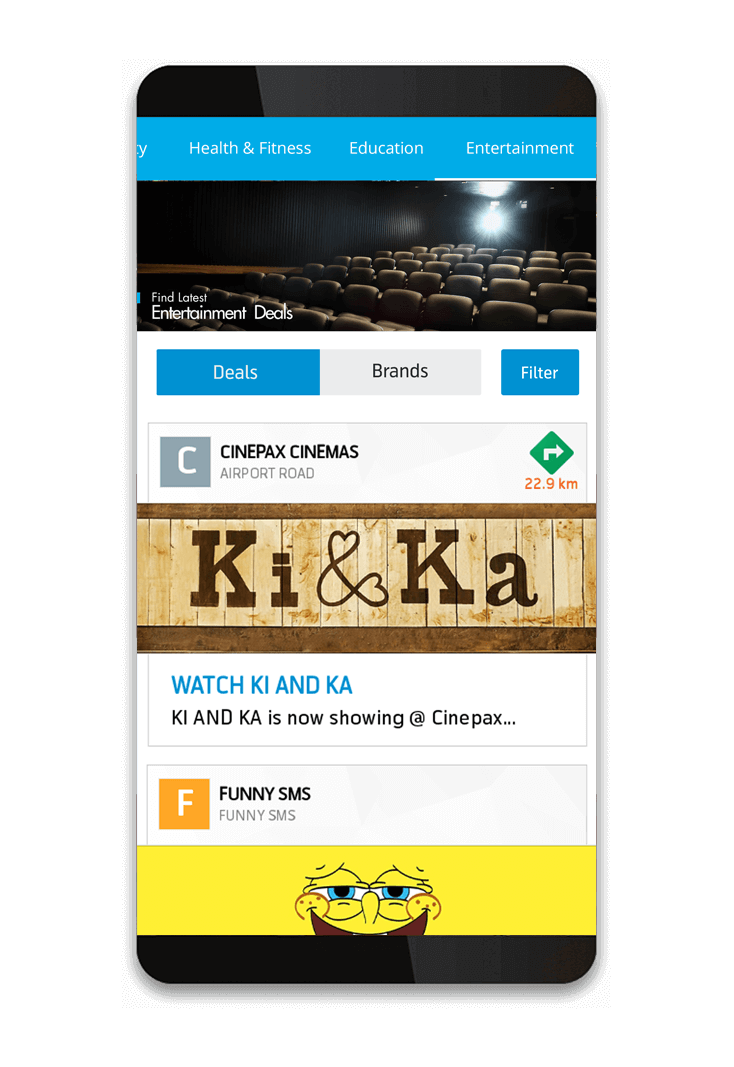 ty
Health & Fitness
Education
Entertainment
Find Latest
Entertainment Deals
Deals
Brands
Filter
C
CINEPAX CINEMAS
AIRPORT ROAD
22.9 km
Ki&Ka
WATCH KI AND KA
KI AND KA is now showing @ Cinepax...
F
FUNNY SMS
FUNNY SMS